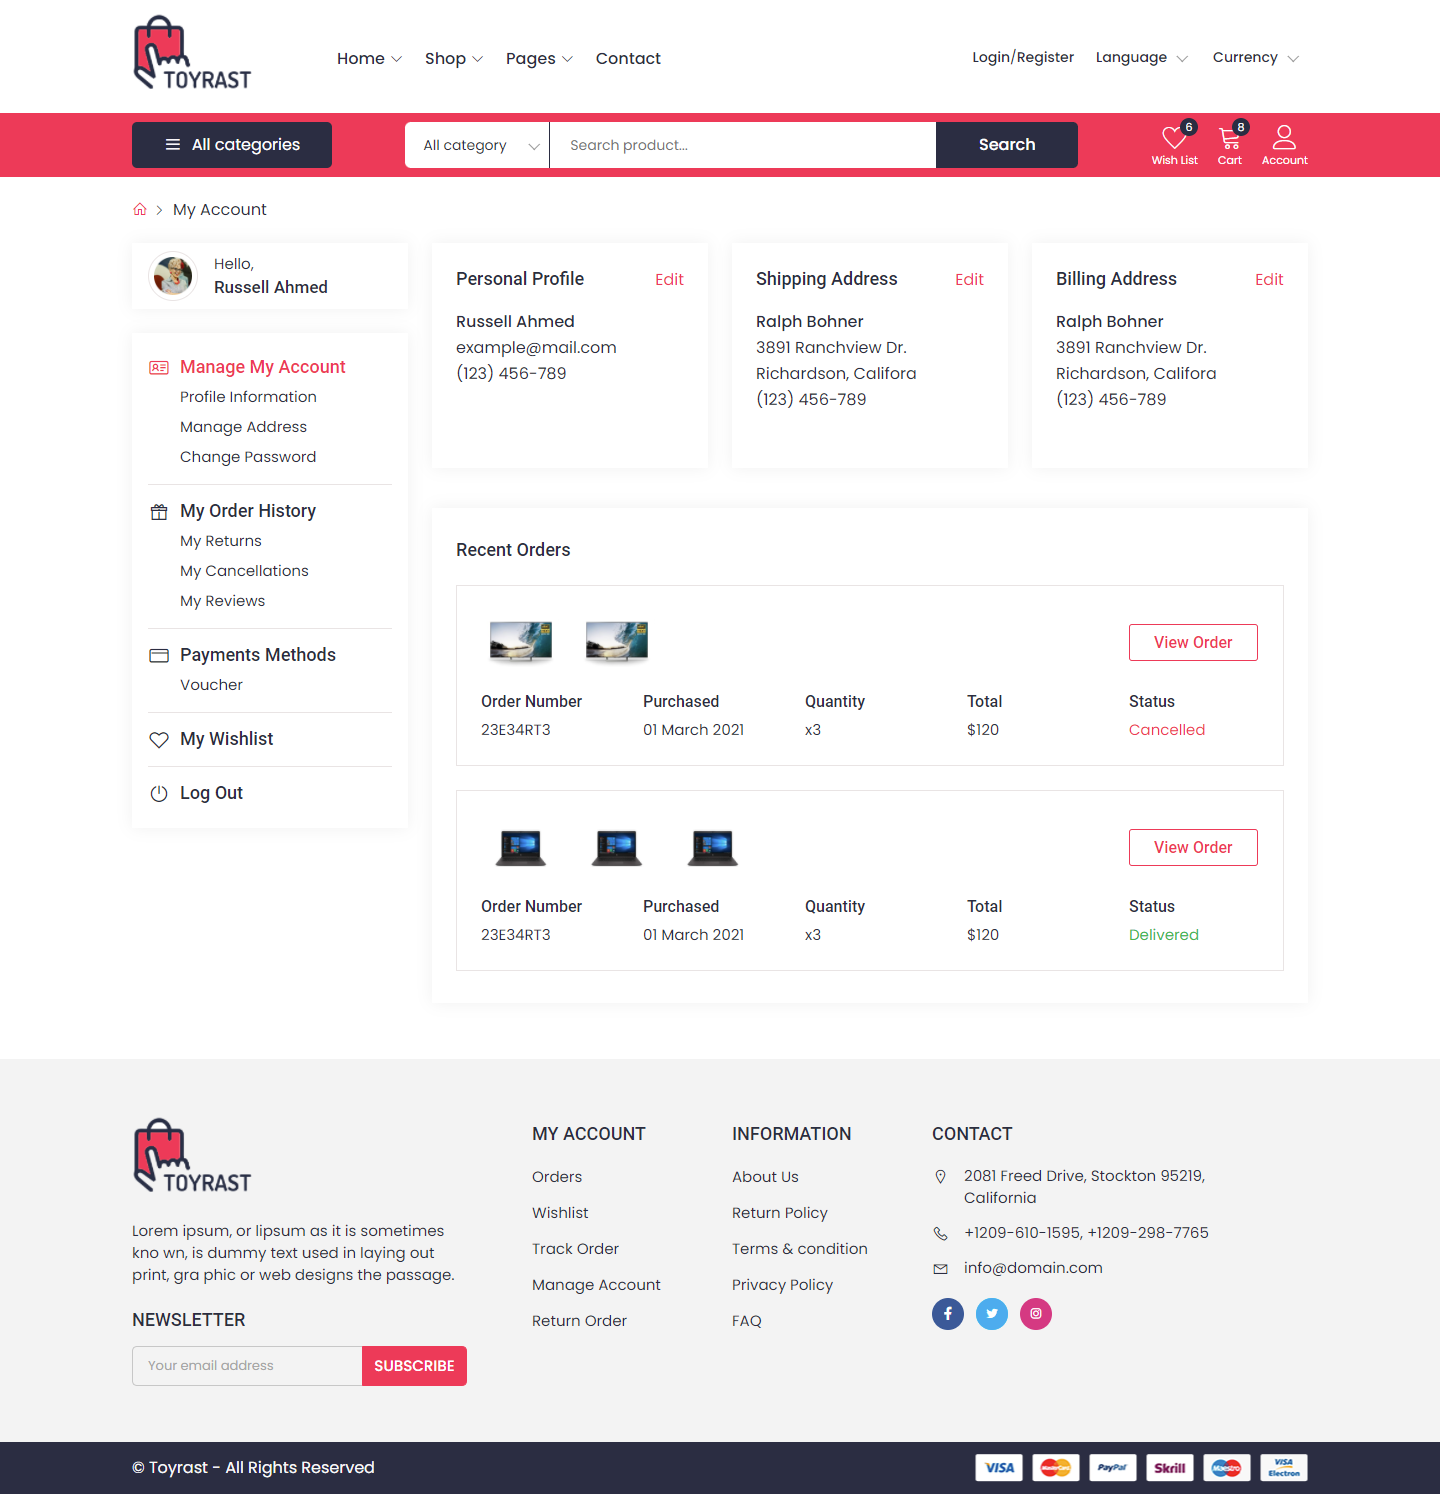 TOYRAST
Home Shop Pages Contact
Login/Register Language Currency
All categories
All category Search product... Search
6 8
Wish List Cart Account
My Account
Hello,
Russell Ahmed
Manage My Account
Profile Information
Manage Address
Change Password
My Order History
My Returns
My Cancellations
My Reviews
Payments Methods
Voucher
My Wishlist
Log Out
Personal Profile Edit
Russell Ahmed
example@mail.com
(123) 456-789
Shipping Address Edit
Ralph Bohner
3891 Ranchview Dr.
Richardson, Califora
(123) 456-789
Billing Address Edit
Ralph Bohner
3891 Ranchview Dr.
Richardson, Califora
(123) 456-789
Recent Orders
View Order
Order Number Purchased Quantity Total Status
23E34RT3 01 March 2021 x3 $120 Cancelled
View Order
Order Number Purchased Quantity Total Status
23E34RT3 01 March 2021 x3 $120 Delivered
TOYRAST
Lorem ipsum, or lipsum as it is sometimes
kno wn, is dummy text used in laying out
print, gra phic or web designs the passage.
NEWSLETTER
Your email address SUBSCRIBE
MY ACCOUNT
Orders
Wishlist
Track Order
Manage Account
Return Order
INFORMATION
About Us
Return Policy
Terms & condition
Privacy Policy
FAQ
CONTACT
2081 Freed Drive, Stockton 95219,
California
+1209-610-1595, +1209-298-7765
info@domain.com
© Toyrast - All Rights Reserved
VISA MasterCard PayPal Skrill Maestro VISA
Electron